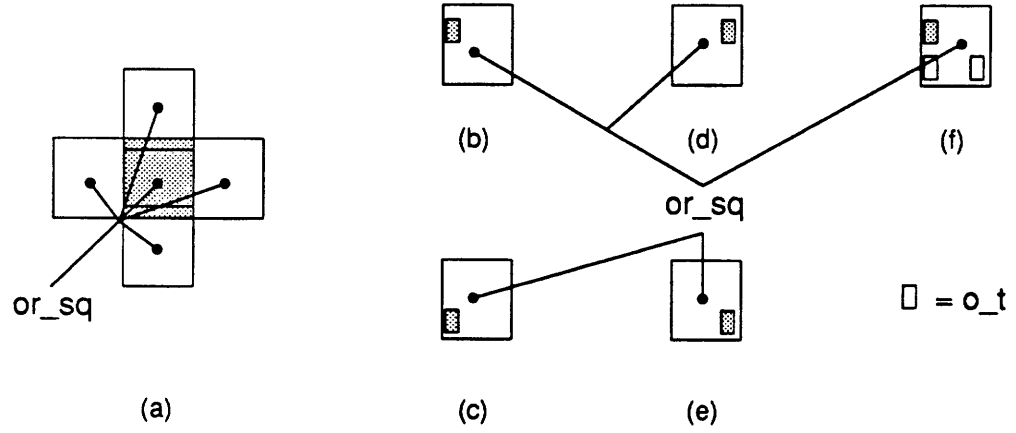 (b)
(d)
(f)
or_sq
or_sq
= o_t
(a)
(c)
(e)